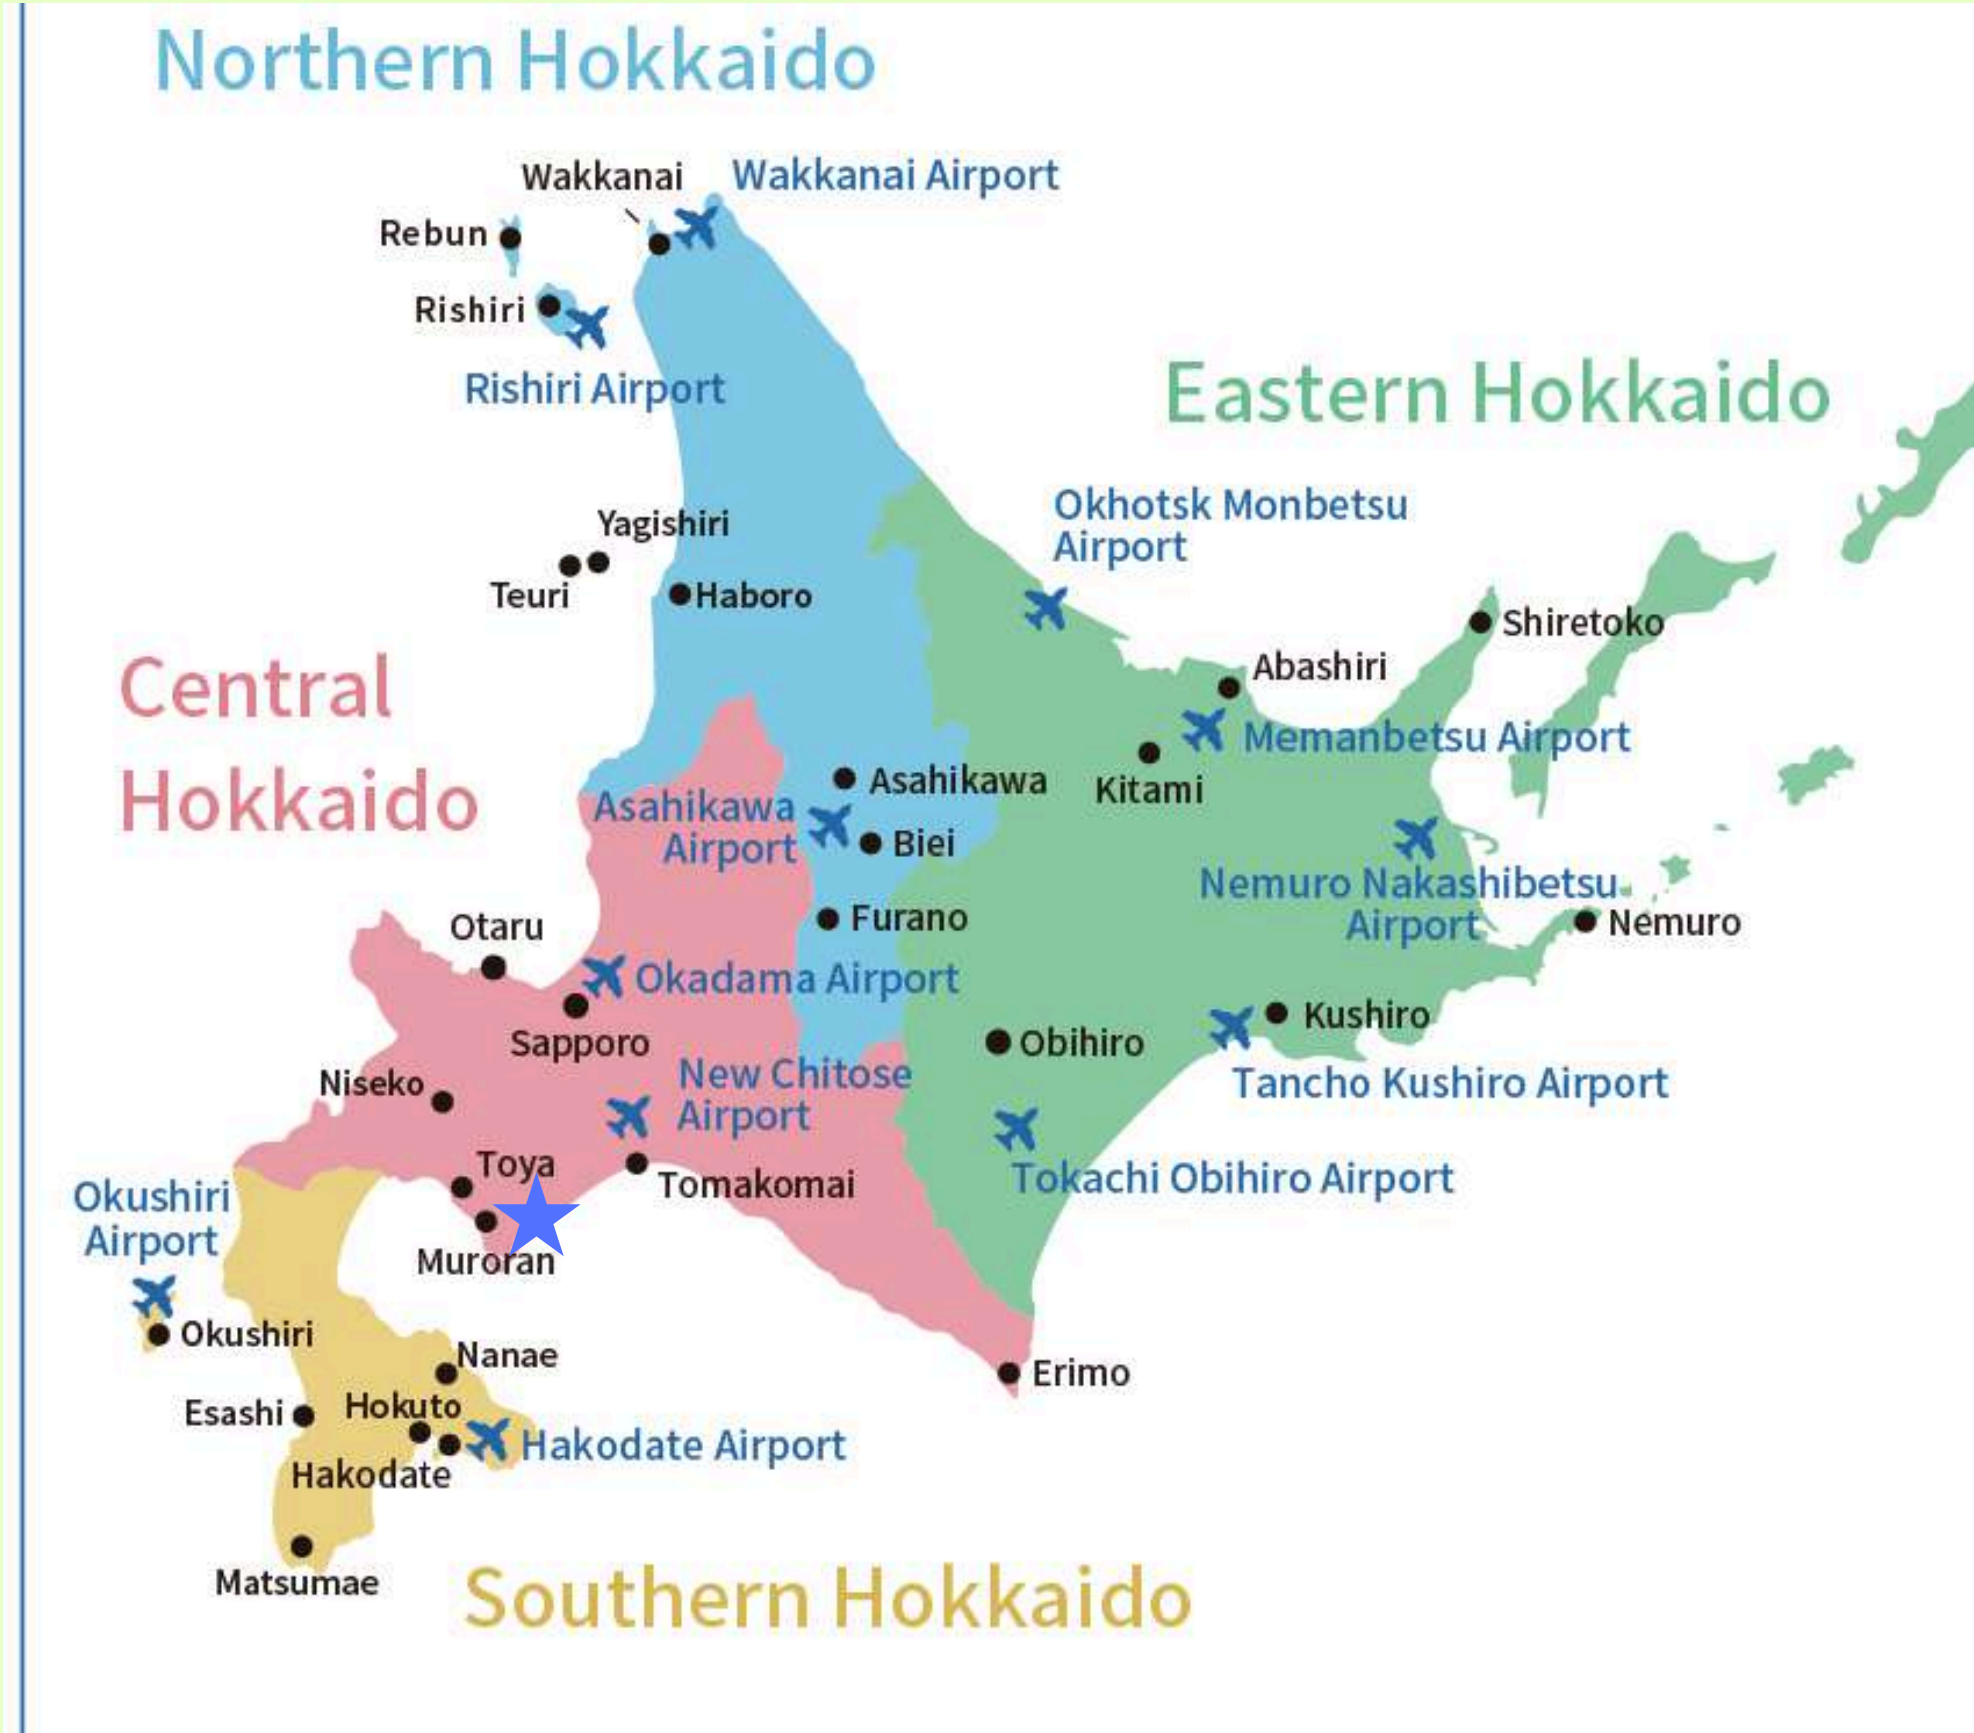 Northern Hokkaido
Wakkanai
Wakkanai Airport
Rebun
Rishiri
Rishiri Airport
Eastern Hokkaido
Okhotsk Monbetsu
Airport
Yagishiri
Teuri
Haboro
Shiretoko
Central
Hokkaido
Abashiri
Memanbetsu Airport
Kitami
Asahikawa
Asahikawa
Airport
Biei
Nemuro Nakashibetsu
Airport
Nemuro
Furano
Otaru
Okadama Airport
Sapporo
Kushiro
Obihiro
Tancho Kushiro Airport
New Chitose
Airport
Niseko
Toya
Tomakomai
Tokachi Obihiro Airport
Okushiri
Airport
Muroran
Okushiri
Nanae
Erimo
Esashi
Hokuto
Hakodate Airport
Hakodate
Matsumae
Southern Hokkaido